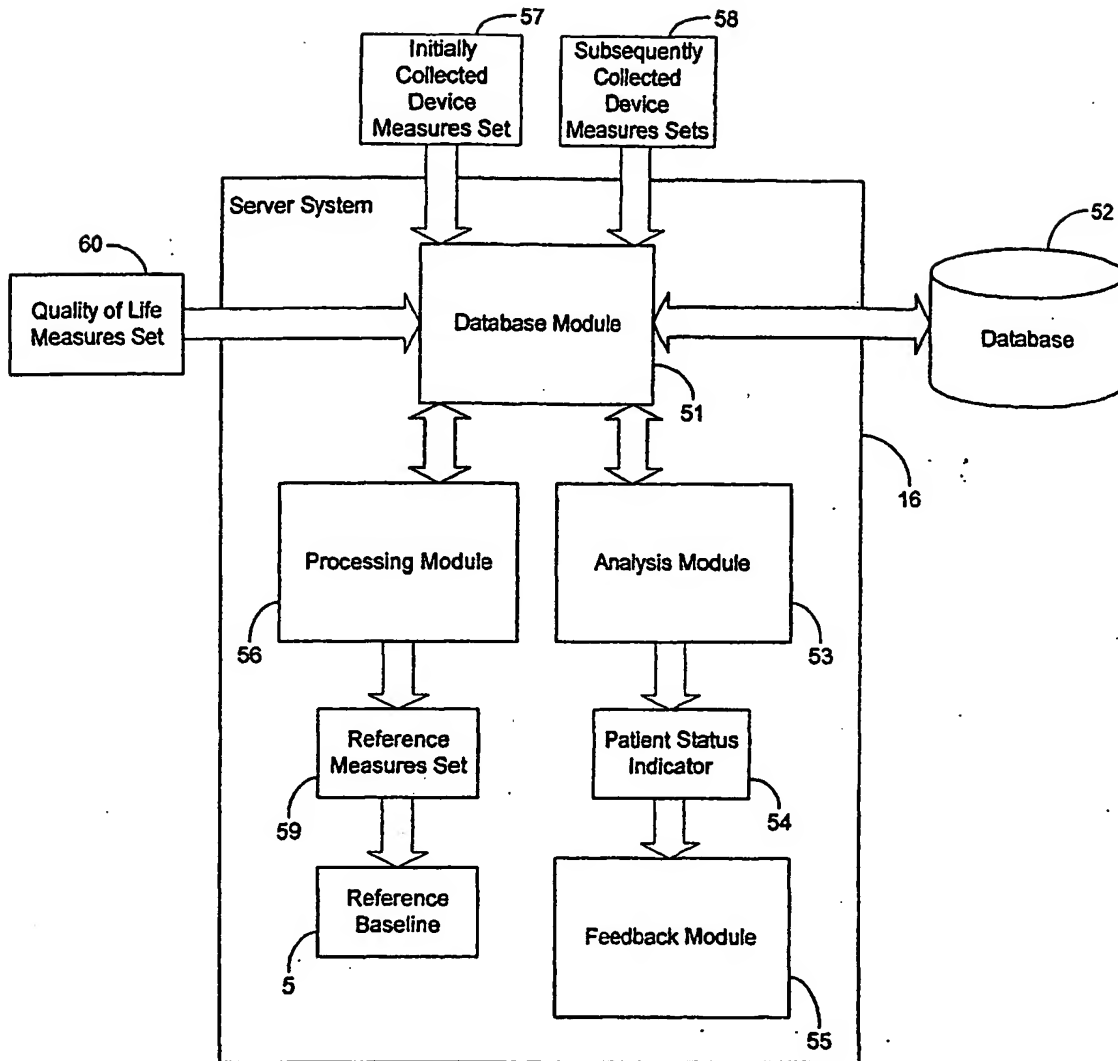 57
58
Initially
Collected
Device
Measures Set
Subsequently
Collected
Device
Measures Sets
Server System
60
52
Quality of Life
Measures Set
Database Module
Database
51
16
Processing Module
Analysis Module
56
53
Reference
Measures Set
Patient Status
Indicator
59
54
Reference
Baseline
Feedback Module
5
55